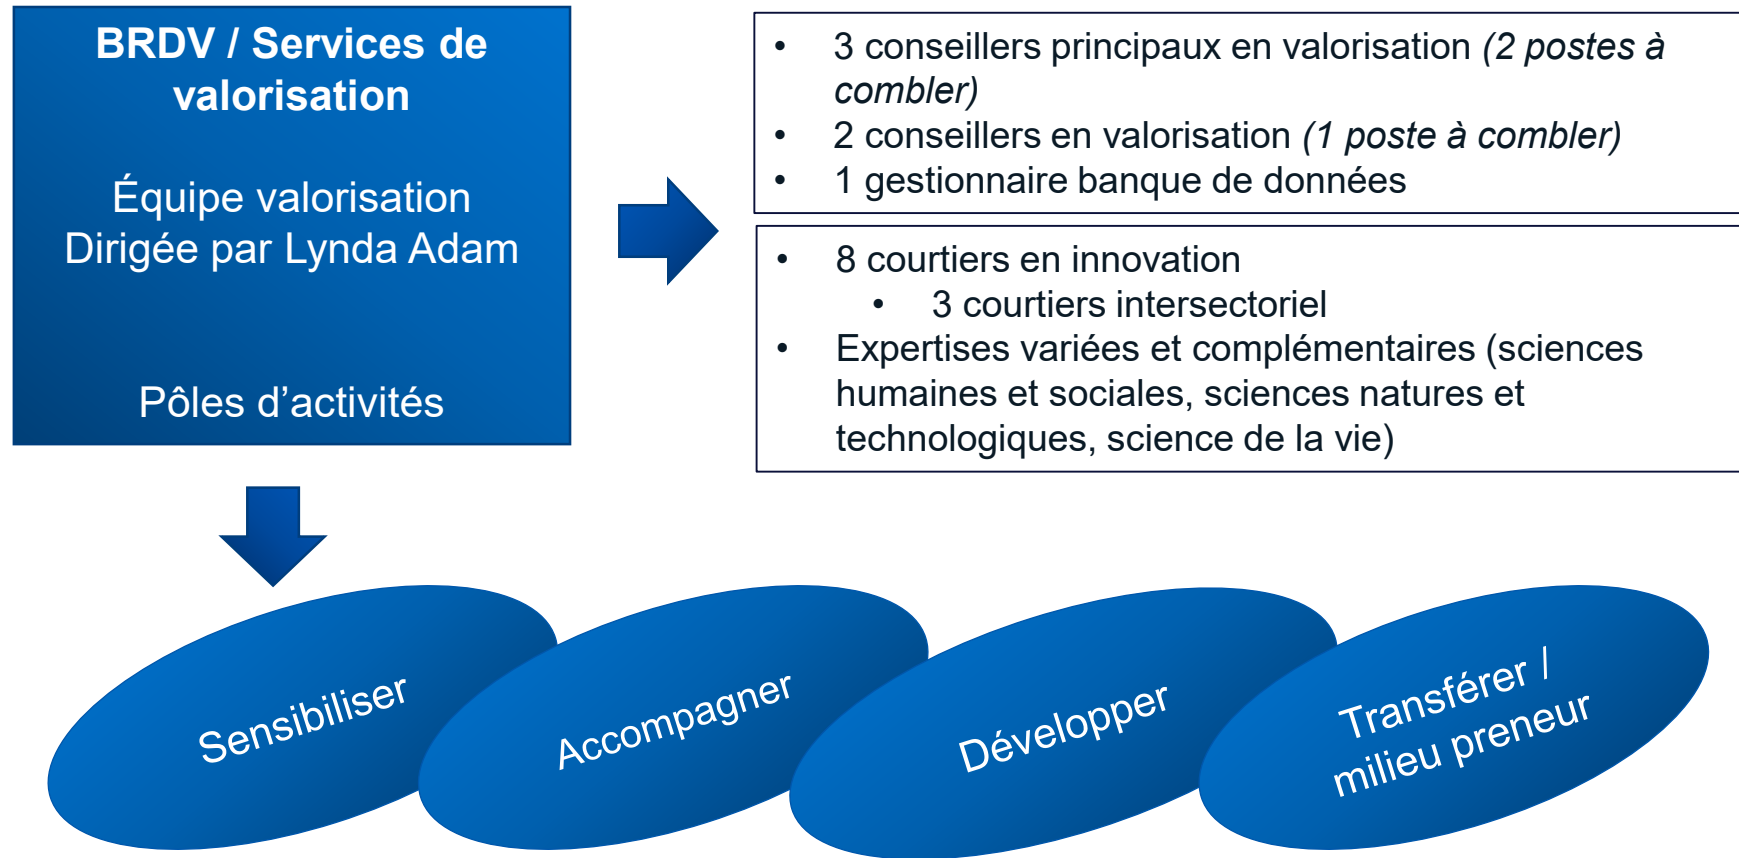 BRDV / Services de
valorisation
Équipe valorisation
Dirigée par Lynda Adam
Pôles d’activités
• 3 conseillers principaux en valorisation (2 postes à
combler)
• 2 conseillers en valorisation (1 poste à combler)
• 1 gestionnaire banque de données
• 8 courtiers en innovation
• 3 courtiers intersectoriel
• Expertises variées et complémentaires (sciences
humaines et sociales, sciences natures et
technologiques, science de la vie)
Sensibiliser
Accompagner
Développer
Transférer /
milieu preneur